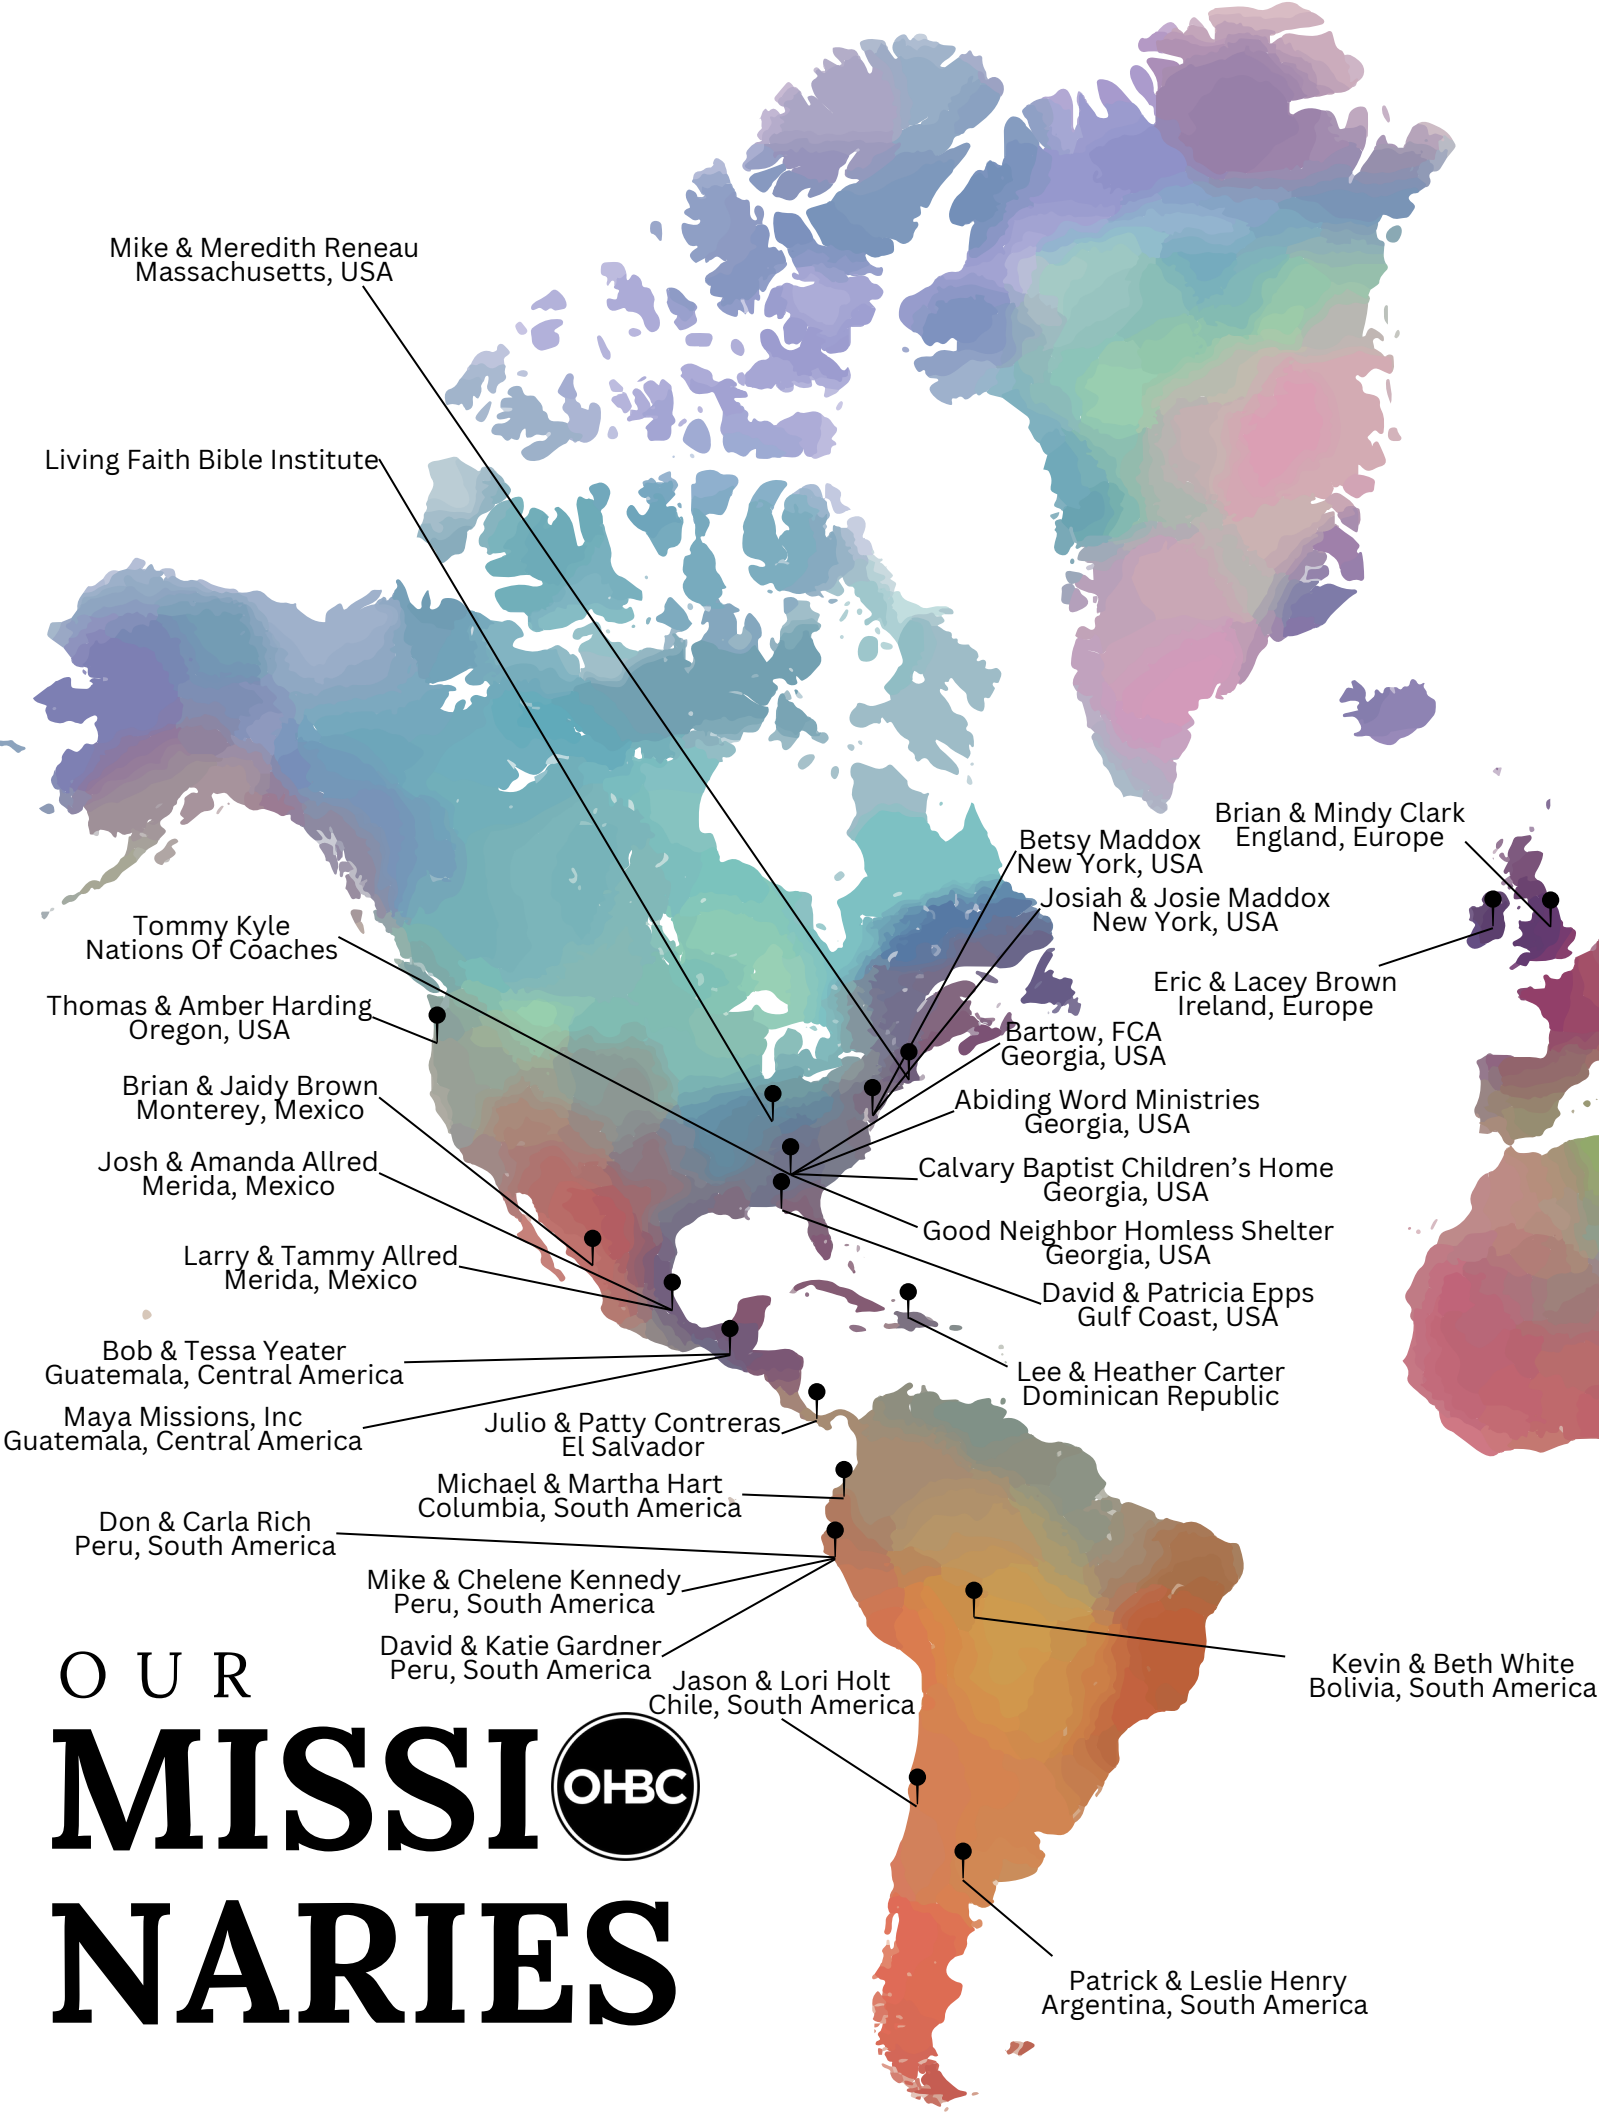 Mike & Meredith Reneau
Massachusetts, USA
Living Faith Bible Institute
Brian & Mindy Clark
England, Europe
Betsy Maddox
New York, USA
Josiah & Josie Maddox
New York, USA
Tommy Kyle
Nations Of Coaches
Eric & Lacey Brown
Ireland, Europe
Thomas & Amber Harding
Oregon, USA
Bartow, FCA
Georgia, USA
Brian & Jaidy Brown
Monterey, Mexico
Abiding Word Ministries
Georgia, USA
Josh & Amanda Allred
Merida, Mexico
Calvary Baptist Children’s Home
Georgia, USA
Good Neighbor Homless Shelter
Georgia, USA
Larry & Tammy Allred
Merida, Mexico
David & Patricia Epps
Gulf Coast, USA
Bob & Tessa Yeater
Guatemala, Central America
Lee & Heather Carter
Dominican Republic
Maya Missions, Inc
Guatemala, Central America
Julio & Patty Contreras
El Salvador
Michael & Martha Hart
Columbia, South America
Don & Carla Rich
Peru, South America
Mike & Chelene Kennedy
Peru, South America
David & Katie Gardner
Peru, South America
Jason & Lori Holt
Chile, South America
Kevin & Beth White
Bolivia, South America
Patrick & Leslie Henry
Argentina, South America
OUR
MISSI OHBC
NARIES